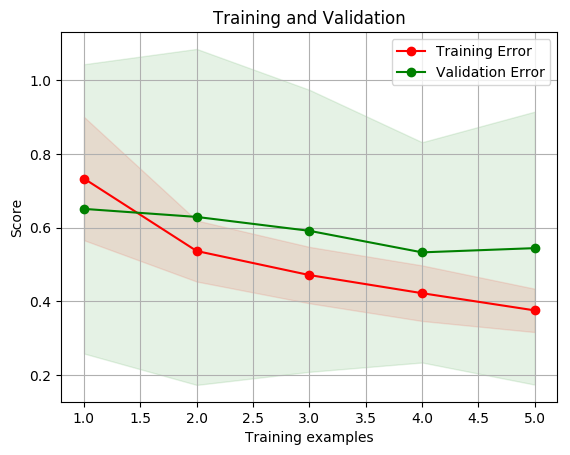 Training and Validation
Training Error
Validation Error
Score
1.0
0.8
0.6
0.4
0.2
1.0 1.5 2.0 2.5 3.0 3.5 4.0 4.5 5.0
Training examples